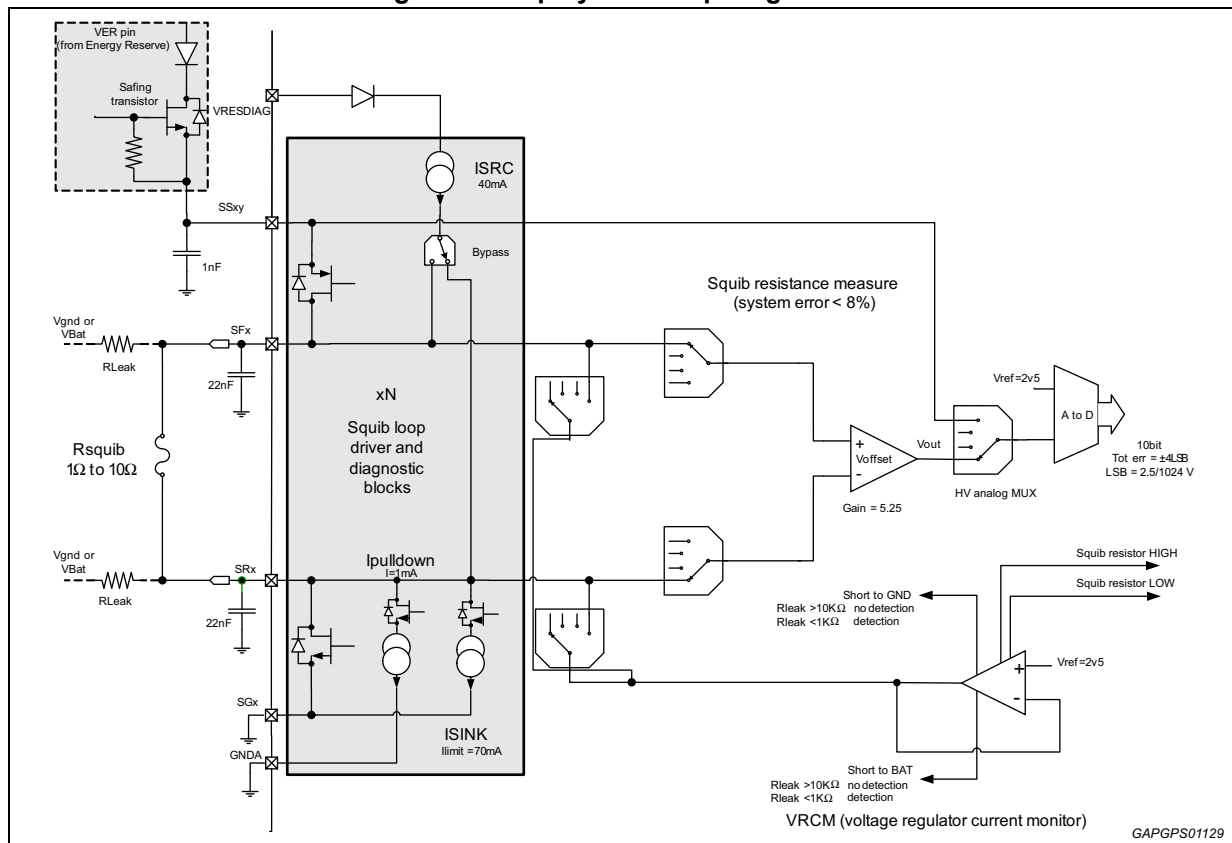 VER pin
(from Energy Reserve)
Safing
transistor
VRESDIAG
ISRC
40mA
SSxy
Bypass
1nF
Squib resistance measure
(system error < 8%)
Vgnd or
VBat
SFx
RLeak
22nF
xN
Squib loop
driver and
diagnostic
blocks
Rsquib
1Ω to 10Ω
Vref=2v5
A to D
Vout
+
Voffset
-
Gain = 5.25
HV analog MUX
10bit
Tot err = ±4LSB
LSB = 2.5/1024 V
Vgnd or
VBat
SRx
RLeak
22nF
Ipulldown
I=1mA
Squib resistor HIGH
Squib resistor LOW
Short to GND
Rleak >10KΩ no detection
Rleak <1KΩ detection
+
Vref=2v5
-
SGx
ISINK
Ilimit =70mA
GNDA
Short to BAT
Rleak >10KΩ no detection
Rleak <1KΩ detection
VRCM (voltage regulator current monitor)
GAPGPS01129